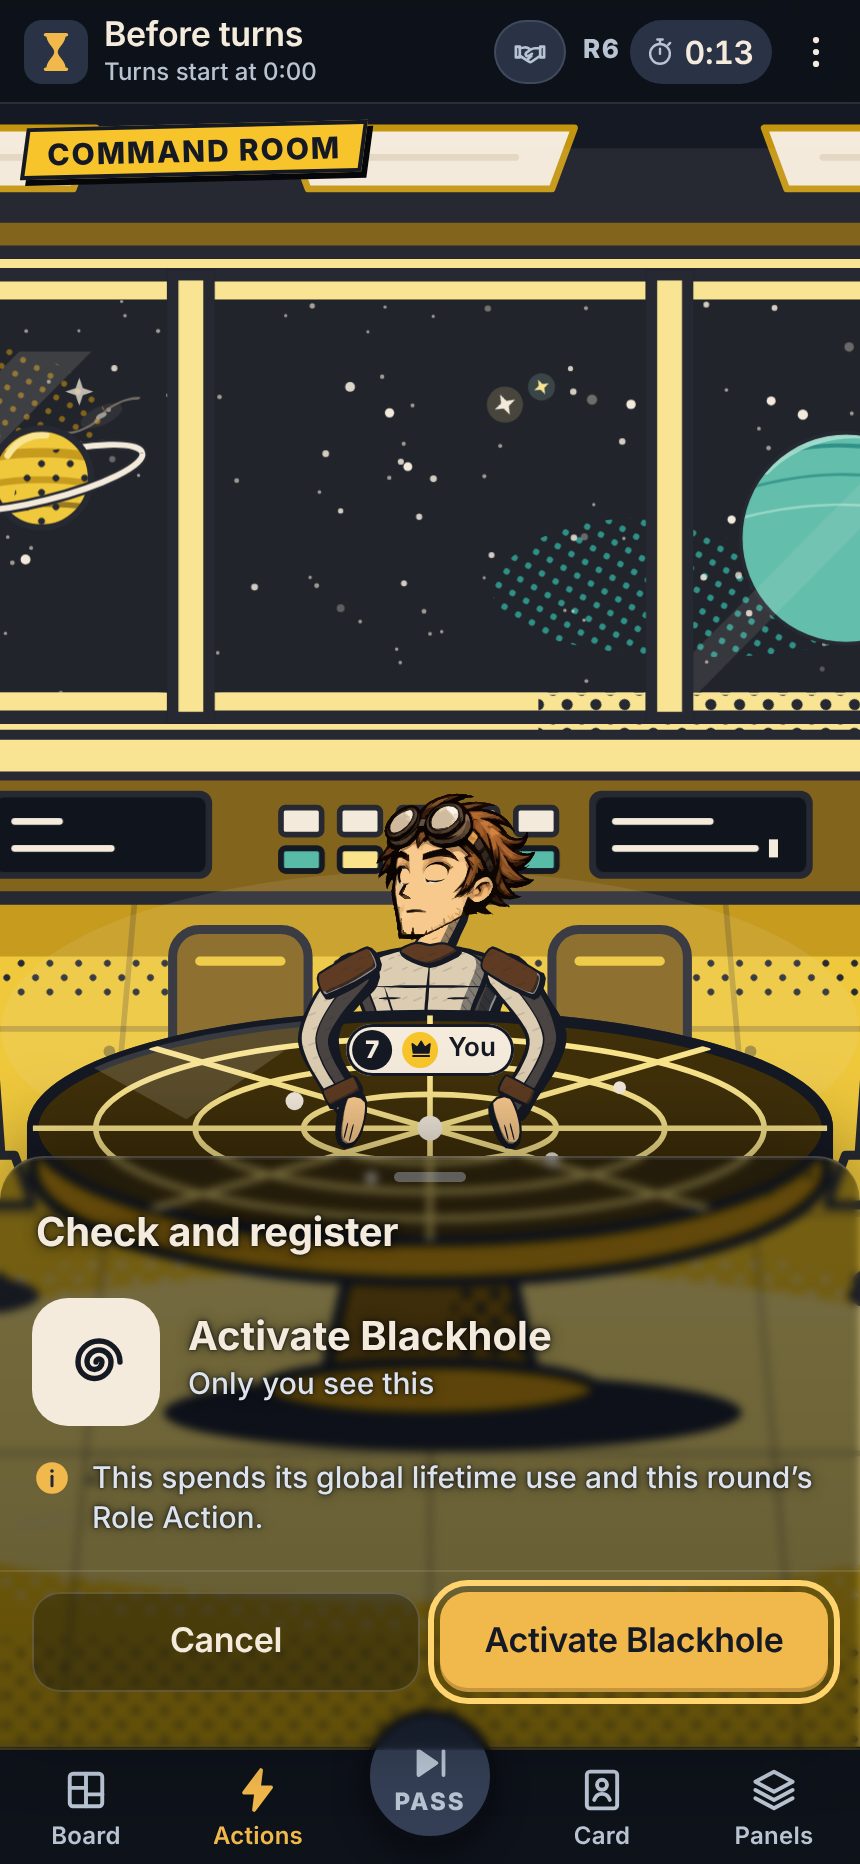 Before turns
Turns start at 0:00
R6
0:13
COMMAND ROOM
7
You
Check and register
Activate Blackhole
Only you see this
This spends its global lifetime use and this round’s
Role Action.
Cancel
Activate Blackhole
PASS
Board
Actions
Card
Panels